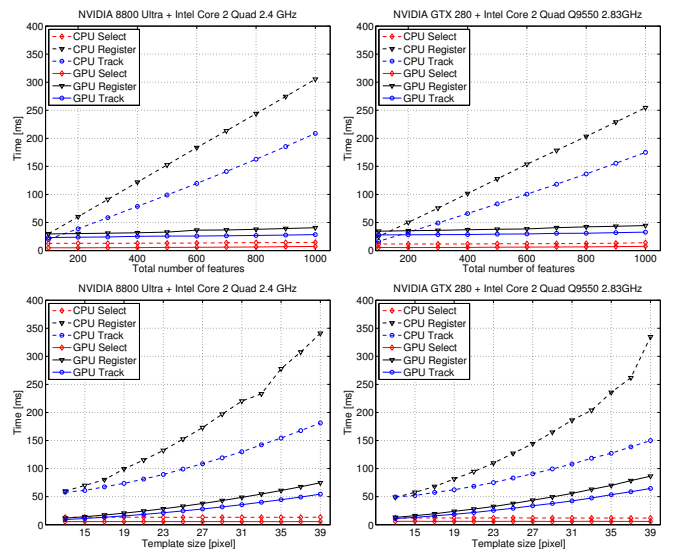 NVIDIA 8800 Ultra + Intel Core 2 Quad 2.4 GHz
400
350
300
250
200
150
100
50
0
Time [ms]
CPU Select
CPU Register
CPU Track
GPU Select
GPU Register
GPU Track
200 400 600 800 1000
Total number of features
NVIDIA GTX 280 + Intel Core 2 Quad Q9550 2.83GHz
400
350
300
250
200
150
100
50
0
Time [ms]
CPU Select
CPU Register
CPU Track
GPU Select
GPU Register
GPU Track
200 400 600 800 1000
Total number of features
NVIDIA 8800 Ultra + Intel Core 2 Quad 2.4 GHz
400
350
300
250
200
150
100
50
0
Time [ms]
CPU Select
CPU Register
CPU Track
GPU Select
GPU Register
GPU Track
15 19 23 27 31 35 39
Template size [pixel]
NVIDIA GTX 280 + Intel Core 2 Quad Q9550 2.83GHz
400
350
300
250
200
150
100
50
0
Time [ms]
CPU Select
CPU Register
CPU Track
GPU Select
GPU Register
GPU Track
15 19 23 27 31 35 39
Template size [pixel]